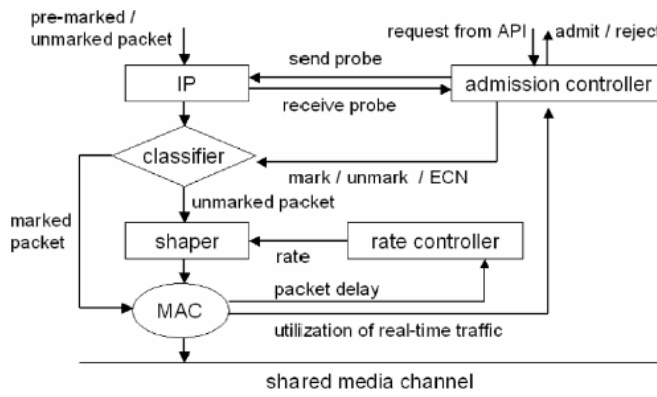 pre-marked /
unmarked packet
request from API
admit / reject
send probe
IP
admission controller
receive probe
classifier
mark / unmark / ECN
unmarked packet
marked
packet
shaper
rate controller
rate
packet delay
MAC
utilization of real-time traffic
shared media channel